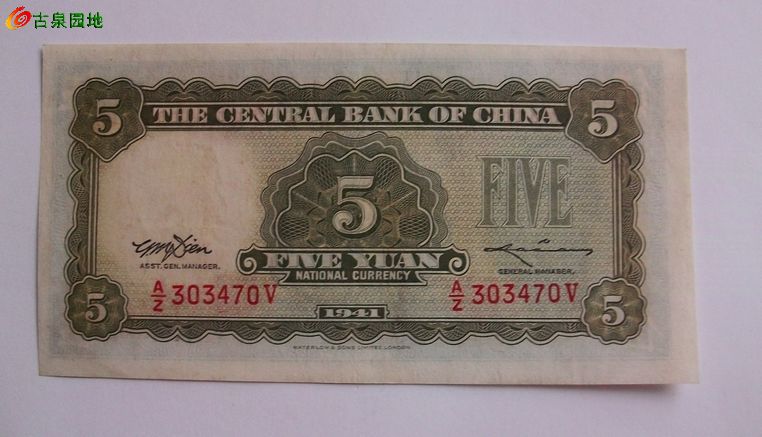 古泉园地
5 THE CENTRAL BANK OF CHINA 5
5 FIVE
FIVE YUAN
NATIONAL CURRENCY
ASST. GEN. MANAGER.
GENERAL MANAGER.
A/Z 303470V A/Z 303470V
5 1941 5
WATERLOW & SONS LIMITED, LONDON.